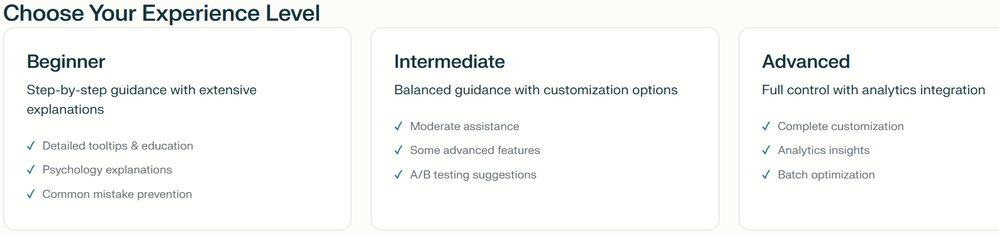 Choose Your Experience Level
Beginner
Step-by-step guidance with extensive
explanations
✓ Detailed tooltips & education
✓ Psychology explanations
✓ Common mistake prevention
Intermediate
Balanced guidance with customization options
✓ Moderate assistance
✓ Some advanced features
✓ A/B testing suggestions
Advanced
Full control with analytics integration
✓ Complete customization
✓ Analytics insights
✓ Batch optimization